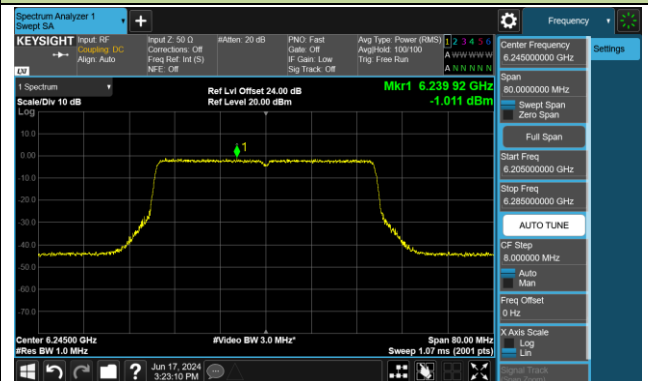 Spectrum Analyzer 1
Swept SA
Frequency
KEYSIGHT
Input: RF
Coupling: DC
Align: Auto
Input Z: 50 Ω
Corrections: Off
Freq Ref: Int (S)
NFE: Off
#Atten: 20 dB
PNO: Fast
Gate: Off
IF Gain: Low
Sig Track: Off
Avg Type: Power (RMS)
Avg|Hold: 100/100
Trig: Free Run
1 2 3 4 5 6
A W W W W W
A N N N N N
LXI
1 Spectrum
Scale/Div 10 dB
Log
Ref Lvl Offset 24.00 dB
Ref Level 20.00 dBm
Mkr1 6.239 92 GHz
-1.011 dBm
10.0
0.00
-10.0
-20.0
-30.0
-40.0
-50.0
-60.0
-70.0
1
Center 6.24500 GHz
#Res BW 1.0 MHz
#Video BW 3.0 MHz*
Span 80.00 MHz
Sweep 1.07 ms (2001 pts)
Jun 17, 2024
3:23:10 PM
Center Frequency
6.245000000 GHz
Settings
Span
80.0000000 MHz
Swept Span
Zero Span
Full Span
Start Freq
6.205000000 GHz
Stop Freq
6.285000000 GHz
AUTO TUNE
CF Step
8.000000 MHz
Auto
Man
Freq Offset
0 Hz
X Axis Scale
Log
Lin
Signal Track